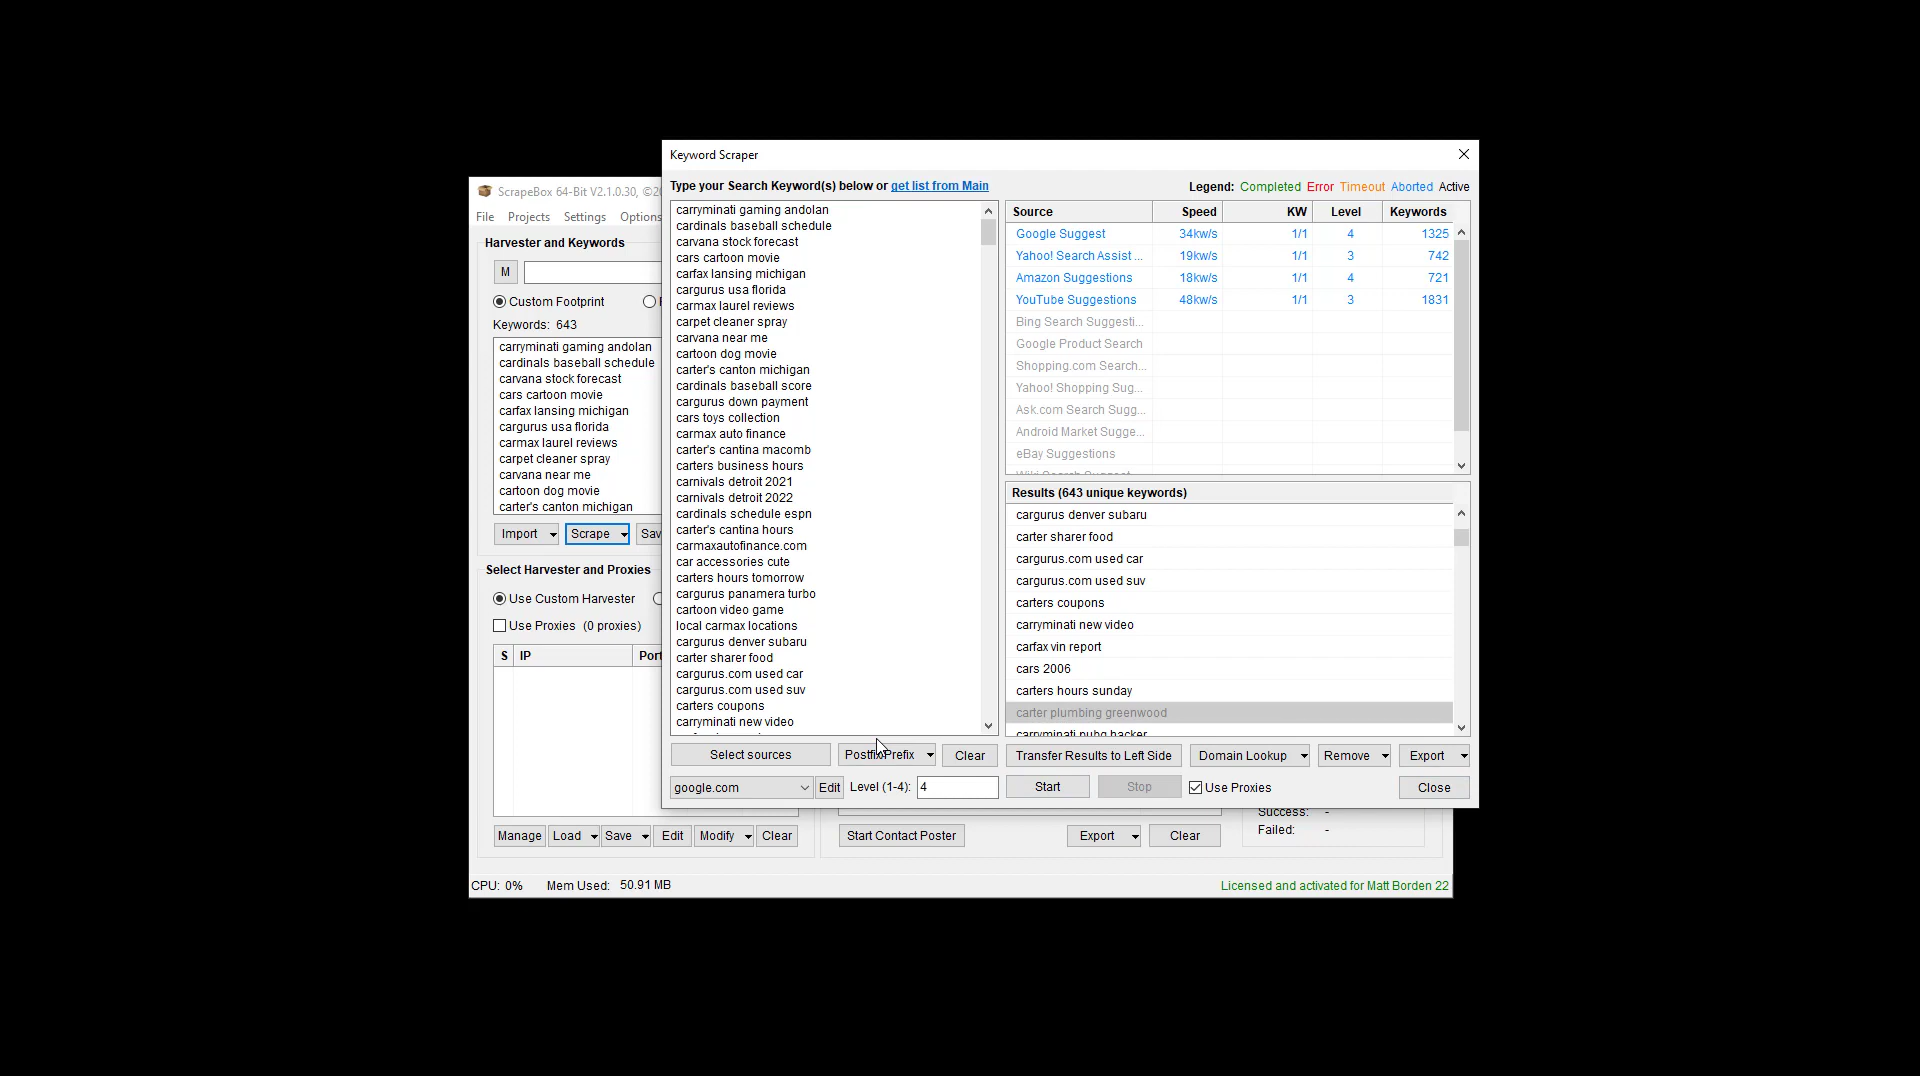 Keyword Scraper
Type your Search Keyword(s) below or get list from Main
Legend: Completed Error Timeout Aborted Active
carryminati gaming andolan
cardinals baseball schedule
carvana stock forecast
cars cartoon movie
carfax lansing michigan
cargurus usa florida
carmax laurel reviews
carpet cleaner spray
carvana near me
cartoon dog movie
carter's canton michigan
cardinals baseball score
cargurus down payment
cars toys collection
carmax auto finance
carter's cantina macomb
carters business hours
carnivals detroit 2021
carnivals detroit 2022
cardinals schedule espn
carter's cantina hours
carmaxautofinance.com
car accessories cute
carters hours tomorrow
cargurus panamera turbo
cartoon video game
local carmax locations
cargurus denver subaru
carter sharer food
cargurus.com used car
cargurus.com used suv
carters coupons
carryminati new video
Select sources
Postfix Prefix
Clear
google.com
Edit
Level (1-4): 4
Source Speed KW Level Keywords
Google Suggest 34kw/s 1/1 4 1325
Yahoo! Search Assist ... 19kw/s 1/1 3 742
Amazon Suggestions 18kw/s 1/1 4 721
YouTube Suggestions 48kw/s 1/1 3 1831
Bing Search Suggesti...
Google Product Search
Shopping.com Search...
Yahoo! Shopping Sug...
Ask.com Search Sugg...
Android Market Sugge...
eBay Suggestions
Results (643 unique keywords)
cargurus denver subaru
carter sharer food
cargurus.com used car
cargurus.com used suv
carters coupons
carryminati new video
carfax vin report
cars 2006
carters hours sunday
carter plumbing greenwood
carryminati pubg hacker
Transfer Results to Left Side
Domain Lookup
Remove
Export
Start
Stop
Use Proxies
Close
ScrapeBox 64-Bit V2.1.0.30, ©20
File Projects Settings Options
Harvester and Keywords
M
Custom Footprint
Keywords: 643
carryminati gaming andolan
cardinals baseball schedule
carvana stock forecast
cars cartoon movie
carfax lansing michigan
cargurus usa florida
carmax laurel reviews
carpet cleaner spray
carvana near me
cartoon dog movie
carter's canton michigan
Import
Scrape
Sav
Select Harvester and Proxies
Use Custom Harvester
Use Proxies (0 proxies)
S IP Port
Manage Load Save Edit Modify Clear
Start Contact Poster
Export
Clear
Success: -
Failed: -
CPU: 0% Mem Used: 50.91 MB
Licensed and activated for Matt Borden 22